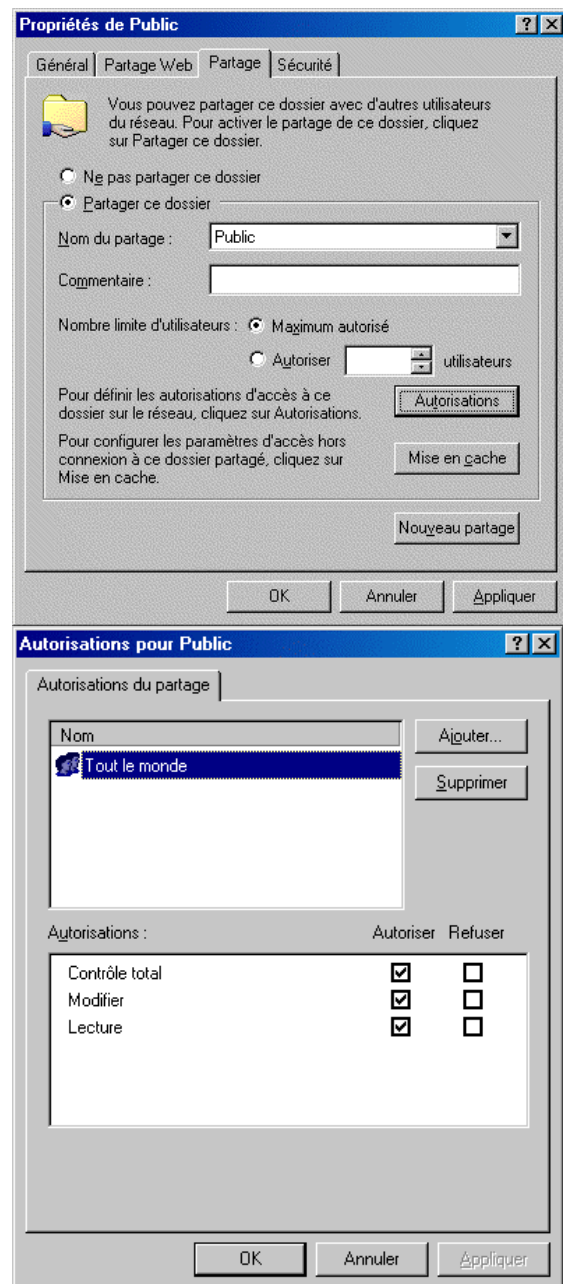 Propriétés de Public
Général
Partage Web
Partage
Sécurité
Vous pouvez partager ce dossier avec d'autres utilisateurs
du réseau. Pour activer le partage de ce dossier, cliquez
sur Partager ce dossier.
Ne pas partager ce dossier
Partager ce dossier
Nom du partage :
Public
Commentaire :
Nombre limite d'utilisateurs :
Maximum autorisé
Autoriser
utilisateurs
Pour définir les autorisations d'accès à ce
dossier sur le réseau, cliquez sur Autorisations.
Autorisations
Pour configurer les paramètres d'accès hors
connexion à ce dossier partagé, cliquez sur
Mise en cache.
Mise en cache
Nouveau partage
OK
Annuler
Appliquer
Autorisations pour Public
Autorisations du partage
Nom
Tout le monde
Ajouter...
Supprimer
Autorisations :
Autoriser
Refuser
Contrôle total
Modifier
Lecture
OK
Annuler
Appliquer